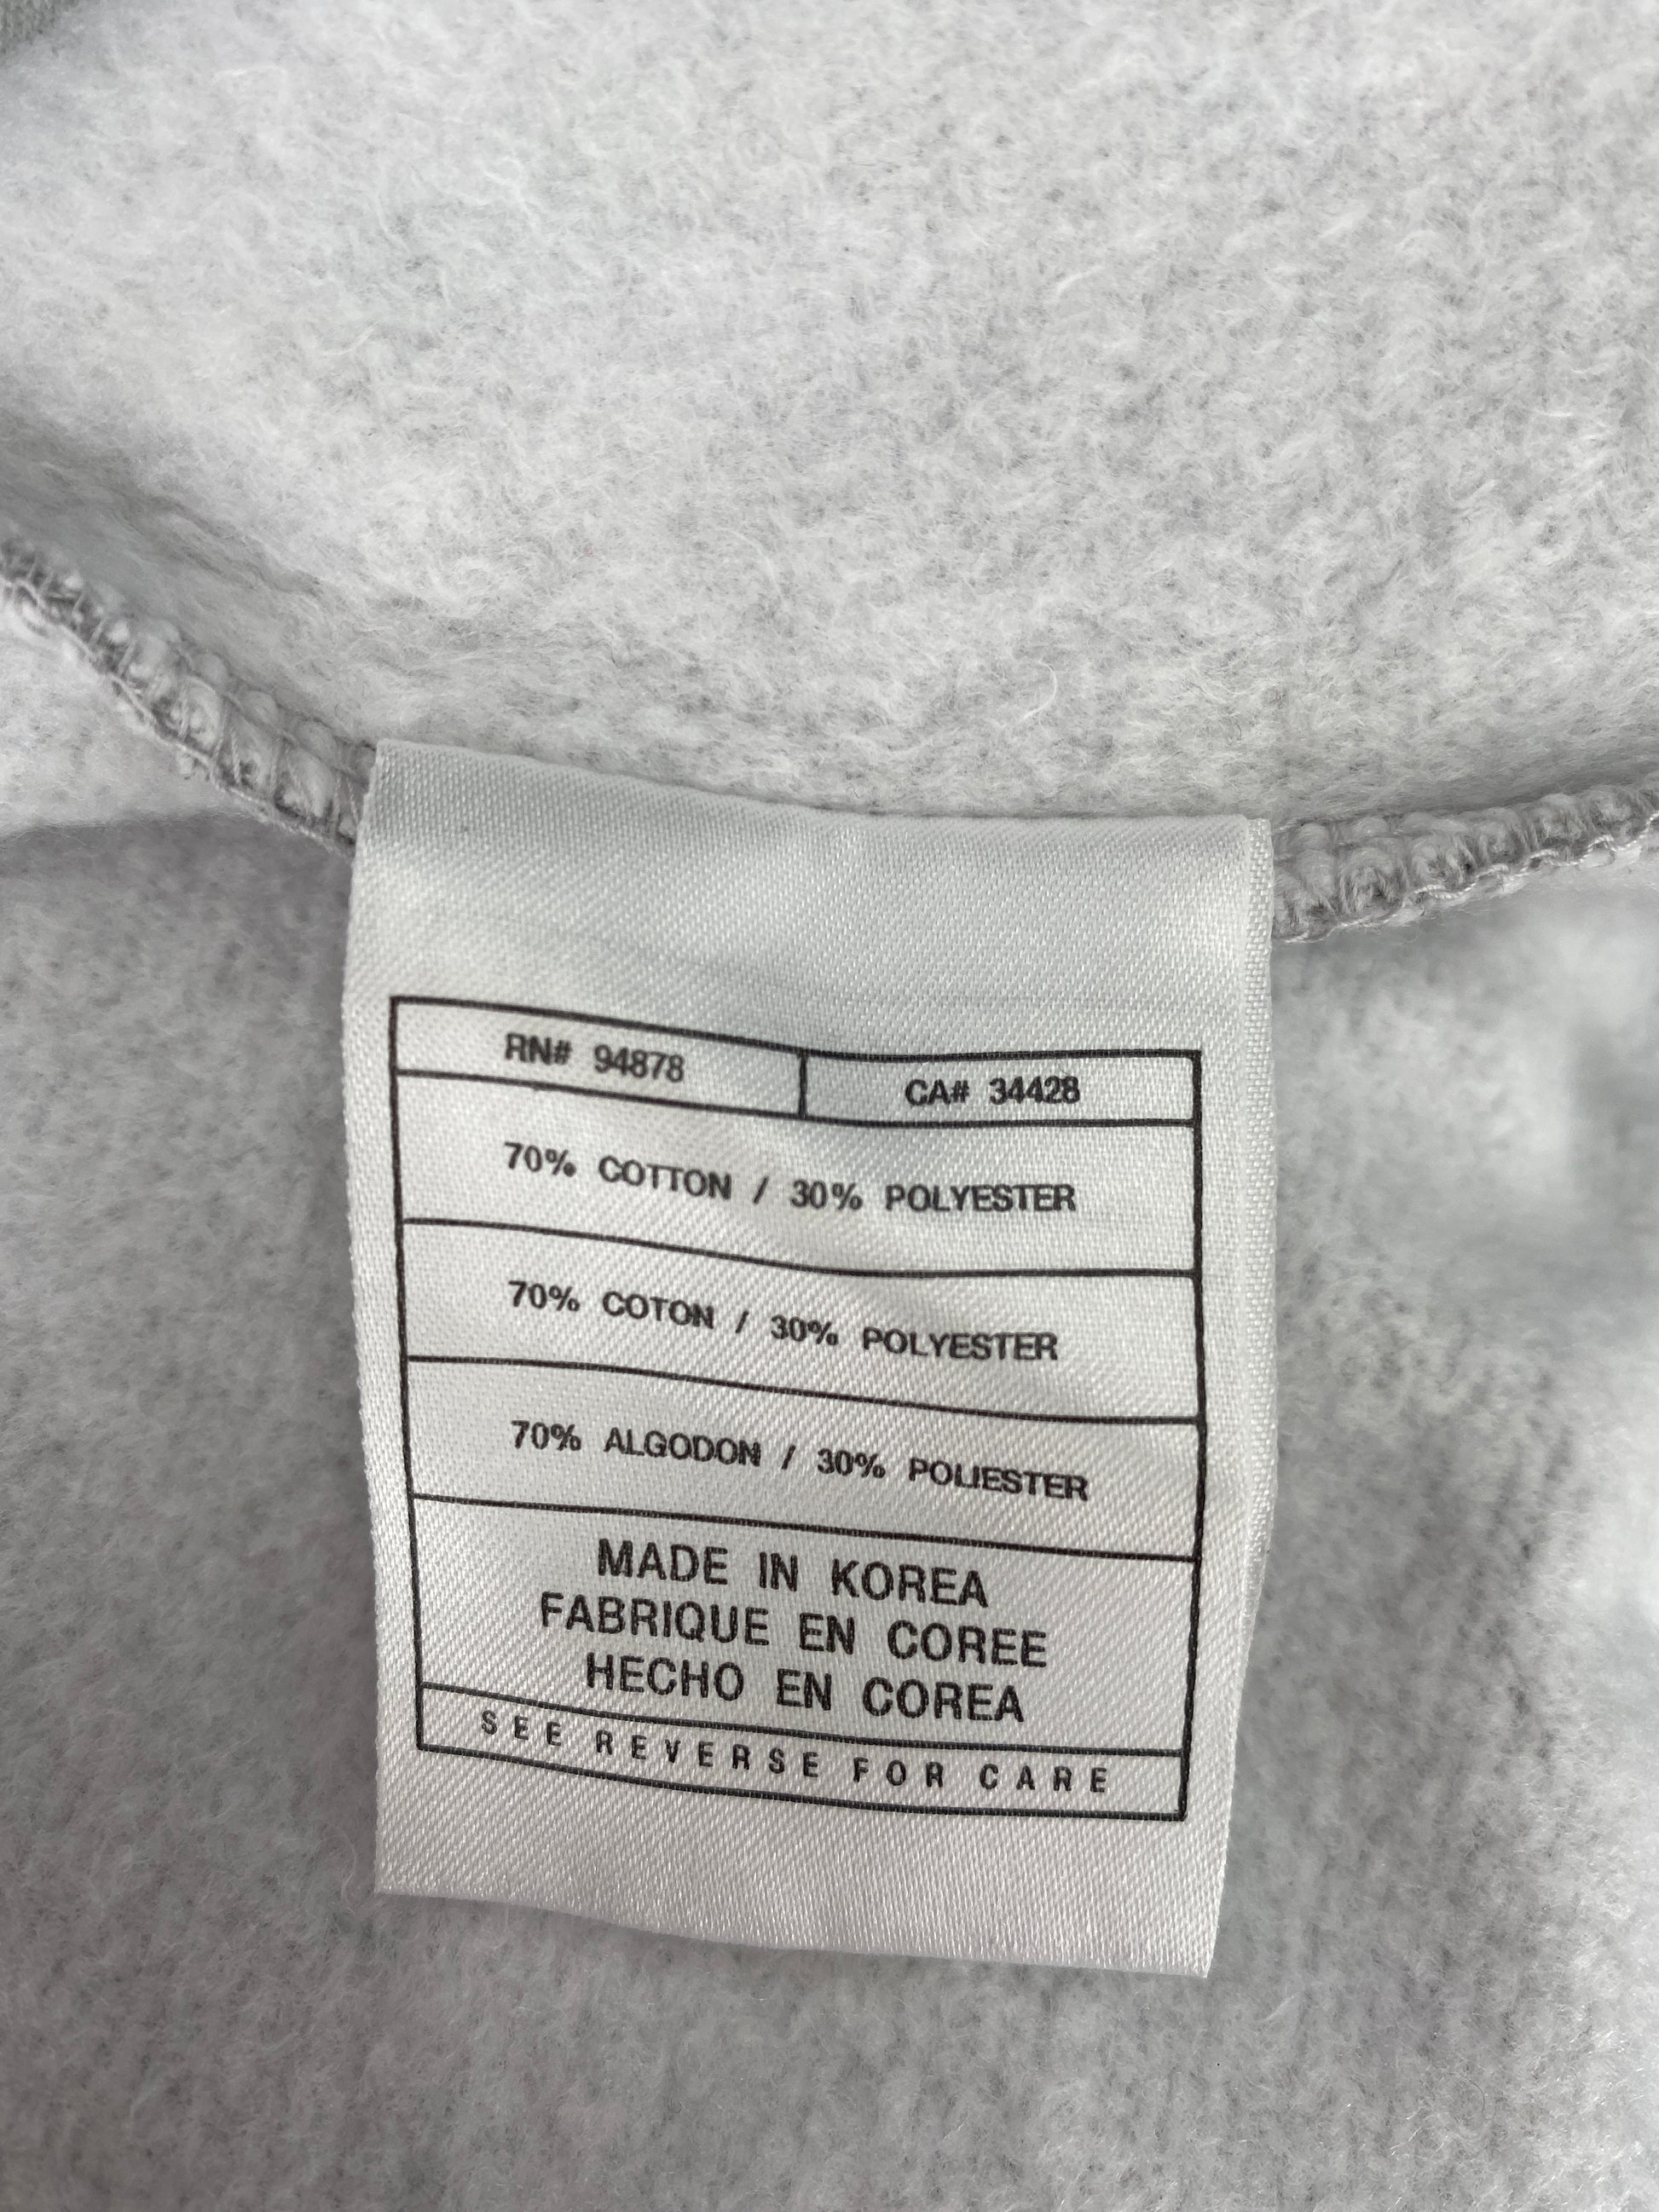 RN# 94878 CA# 34428
70% COTTON / 30% POLYESTER
70% COTON / 30% POLYESTER
70% ALGODON / 30% POLIESTER
MADE IN KOREA
FABRIQUE EN COREE
HECHO EN COREA
SEE REVERSE FOR CARE